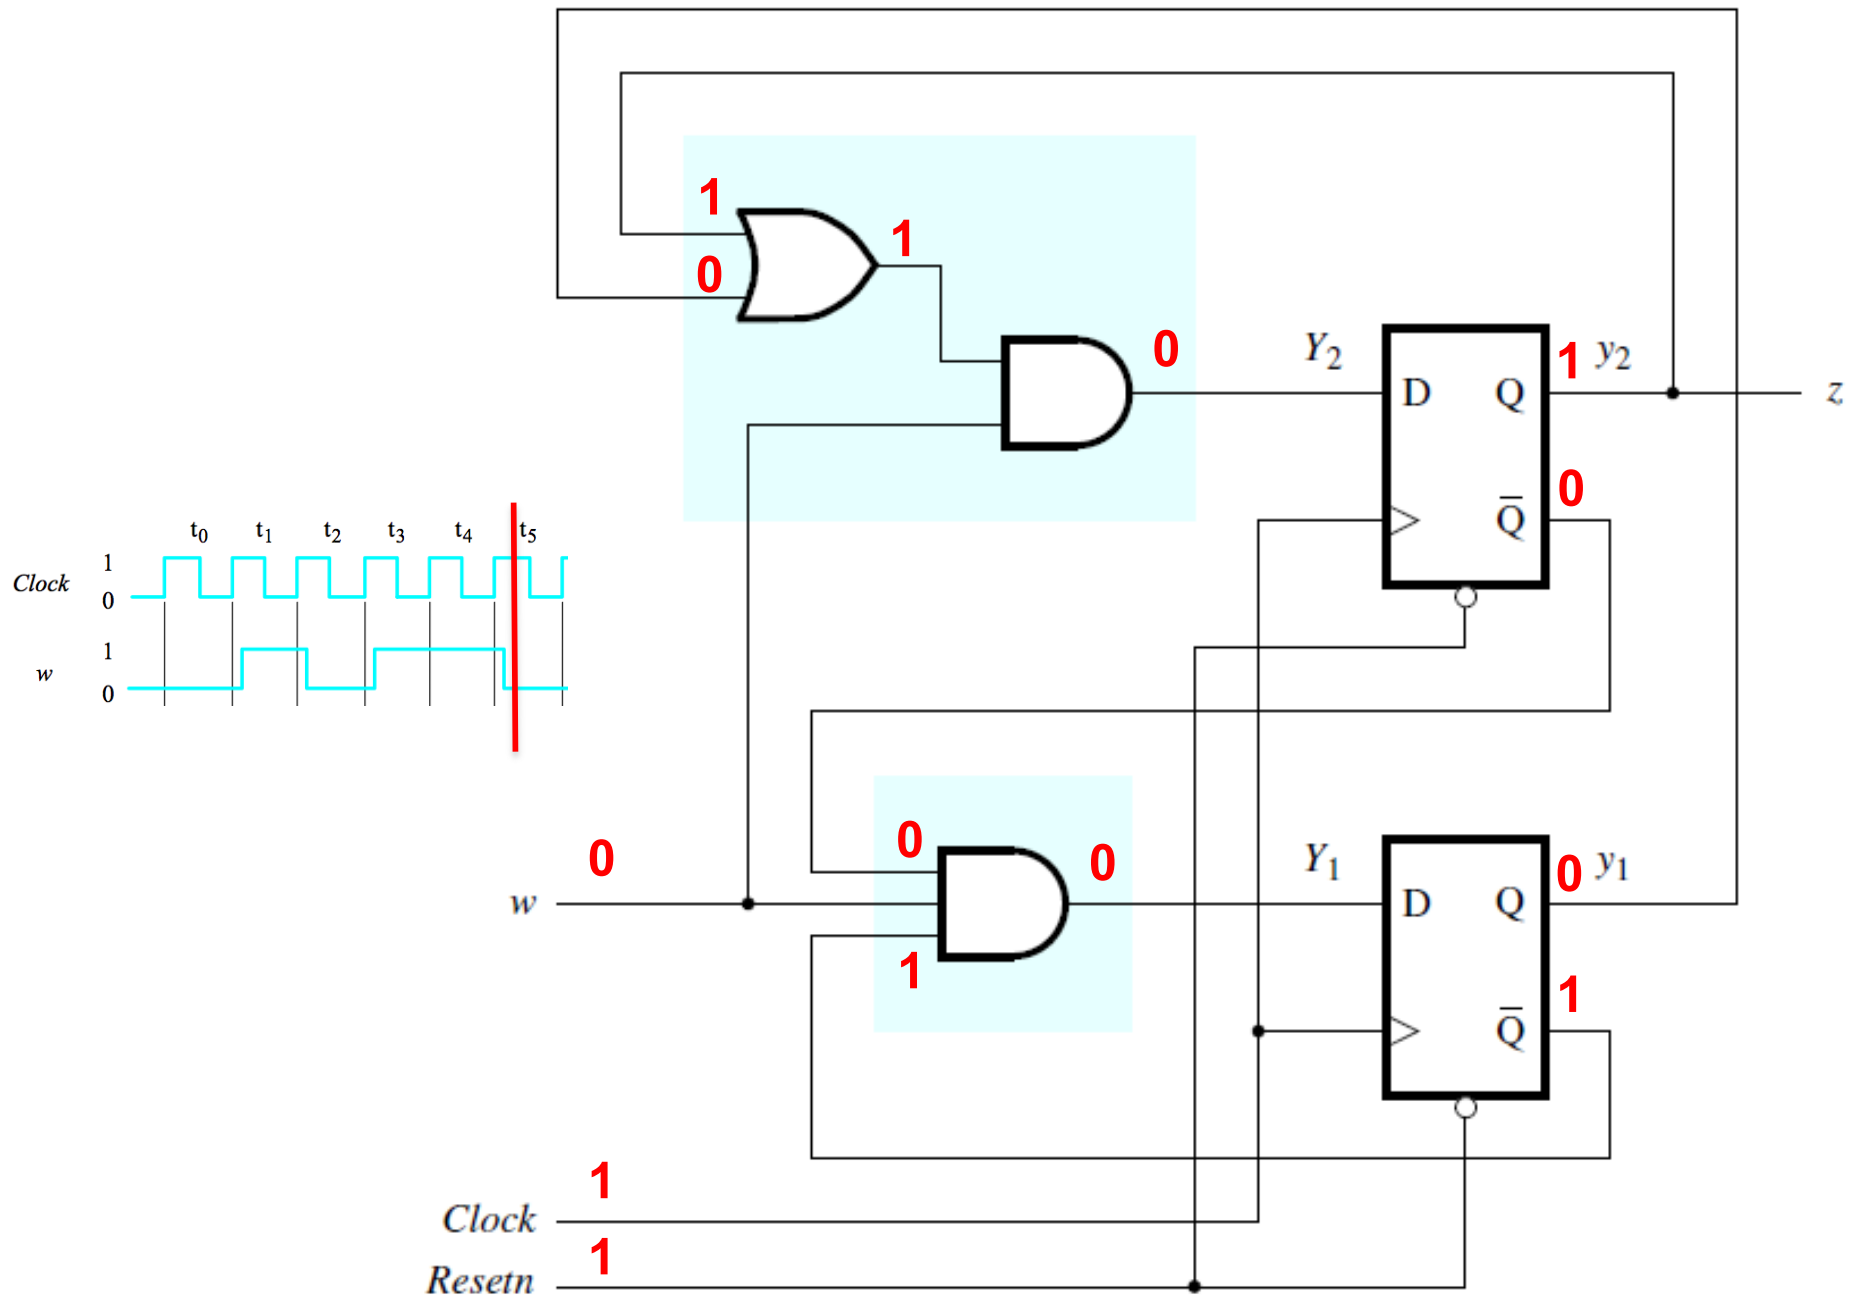 1
1
0
0
Y₂
1 y₂
D Q
z
0
Q̄
t₀ t₁ t₂ t₃ t₄ t₅
Clock 1
0
w 1
0
0
w
0
0
1
Y₁
0 y₁
D Q
1
Q̄
1
Clock
1
Resetn